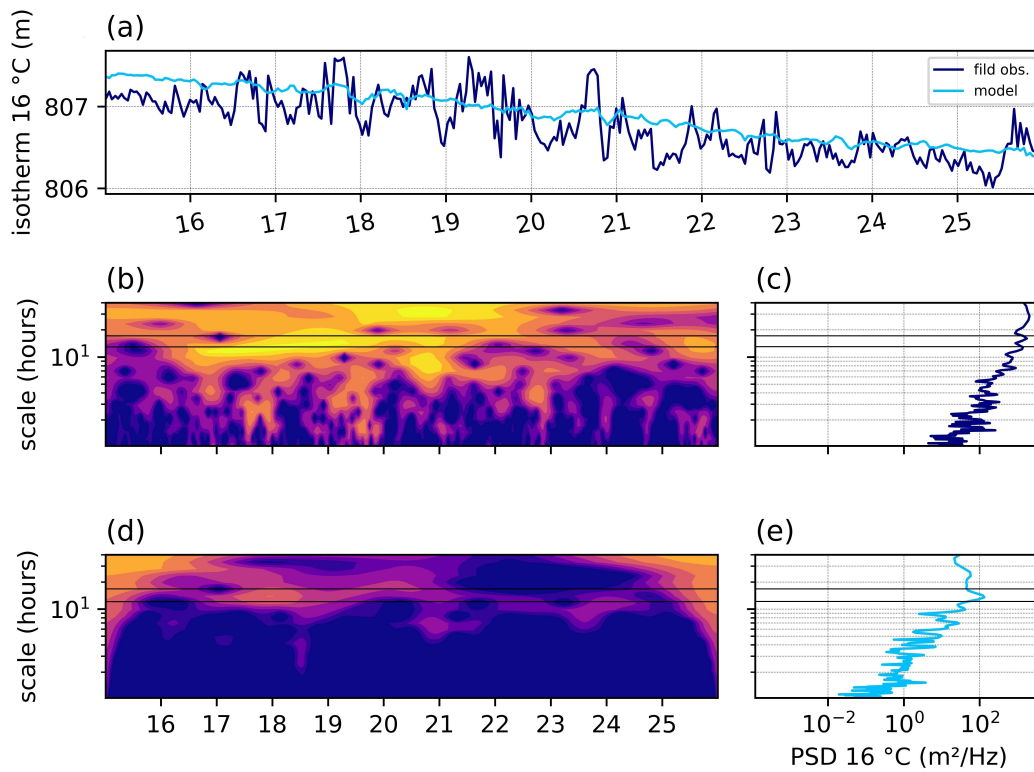 (a)
isotherm 16 °C (m)
807
806
fild obs.
model
16 17 18 19 20 21 22 23 24 25
(b)
scale (hours)
10¹
(c)
(d)
scale (hours)
10¹
16 17 18 19 20 21 22 23 24 25
(e)
10⁻² 10⁰ 10²
PSD 16 °C (m²/Hz)